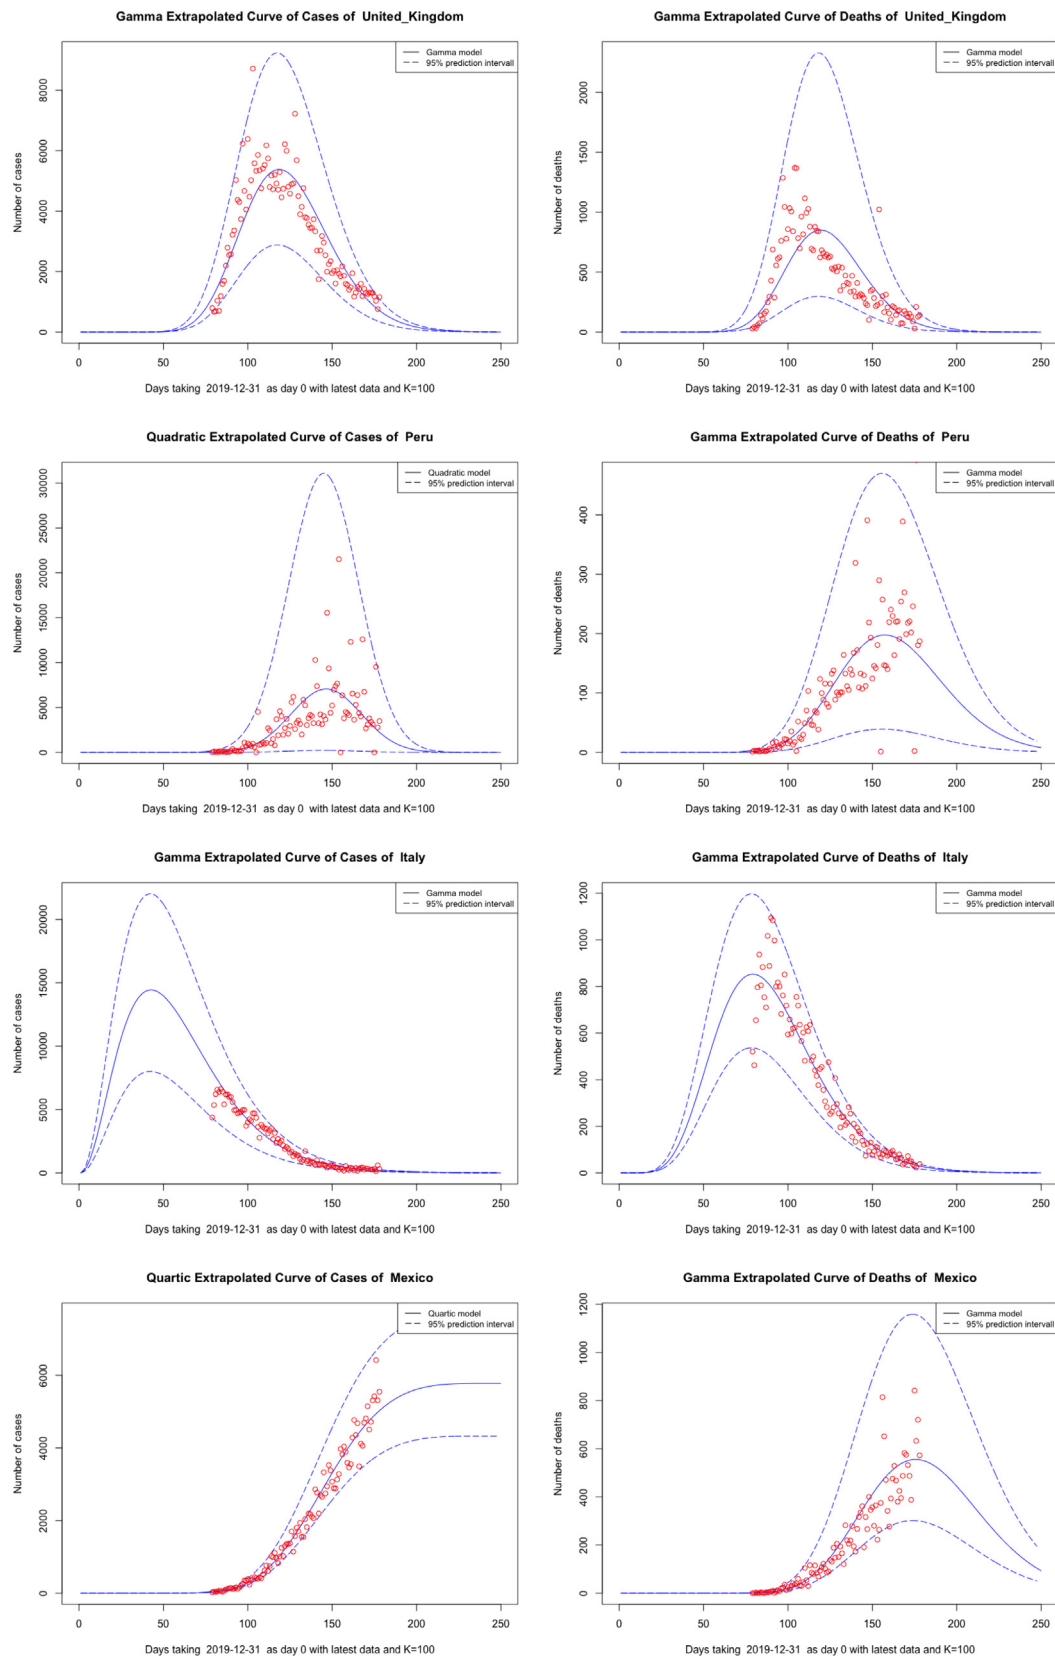 Gamma Extrapolated Curve of Cases of United_Kingdom
Gamma model
95% prediction intervall
Number of cases
0 2000 4000 6000 8000
0 50 100 150 200 250
Days taking 2019-12-31 as day 0 with latest data and K=100
Gamma Extrapolated Curve of Deaths of United_Kingdom
Gamma model
95% prediction intervall
Number of deaths
0 500 1000 1500 2000
0 50 100 150 200 250
Days taking 2019-12-31 as day 0 with latest data and K=100
Quadratic Extrapolated Curve of Cases of Peru
Quadratic model
95% prediction intervall
Number of cases
0 5000 10000 15000 20000 25000 30000
0 50 100 150 200 250
Days taking 2019-12-31 as day 0 with latest data and K=100
Gamma Extrapolated Curve of Deaths of Peru
Gamma model
95% prediction intervall
Number of deaths
0 100 200 300 400
0 50 100 150 200 250
Days taking 2019-12-31 as day 0 with latest data and K=100
Gamma Extrapolated Curve of Cases of Italy
Gamma model
95% prediction intervall
Number of cases
0 5000 10000 15000 20000
0 50 100 150 200 250
Days taking 2019-12-31 as day 0 with latest data and K=100
Gamma Extrapolated Curve of Deaths of Italy
Gamma model
95% prediction intervall
Number of deaths
0 200 400 600 800 1000 1200
0 50 100 150 200 250
Days taking 2019-12-31 as day 0 with latest data and K=100
Quartic Extrapolated Curve of Cases of Mexico
Quartic model
95% prediction intervall
Number of cases
0 2000 4000 6000
0 50 100 150 200 250
Days taking 2019-12-31 as day 0 with latest data and K=100
Gamma Extrapolated Curve of Deaths of Mexico
Gamma model
95% prediction intervall
Number of deaths
0 200 400 600 800 1000 1200
0 50 100 150 200 250
Days taking 2019-12-31 as day 0 with latest data and K=100